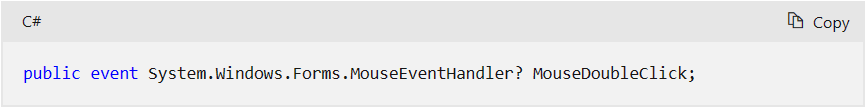 C#
Copy
public event System.Windows.Forms.MouseEventHandler? MouseDoubleClick;